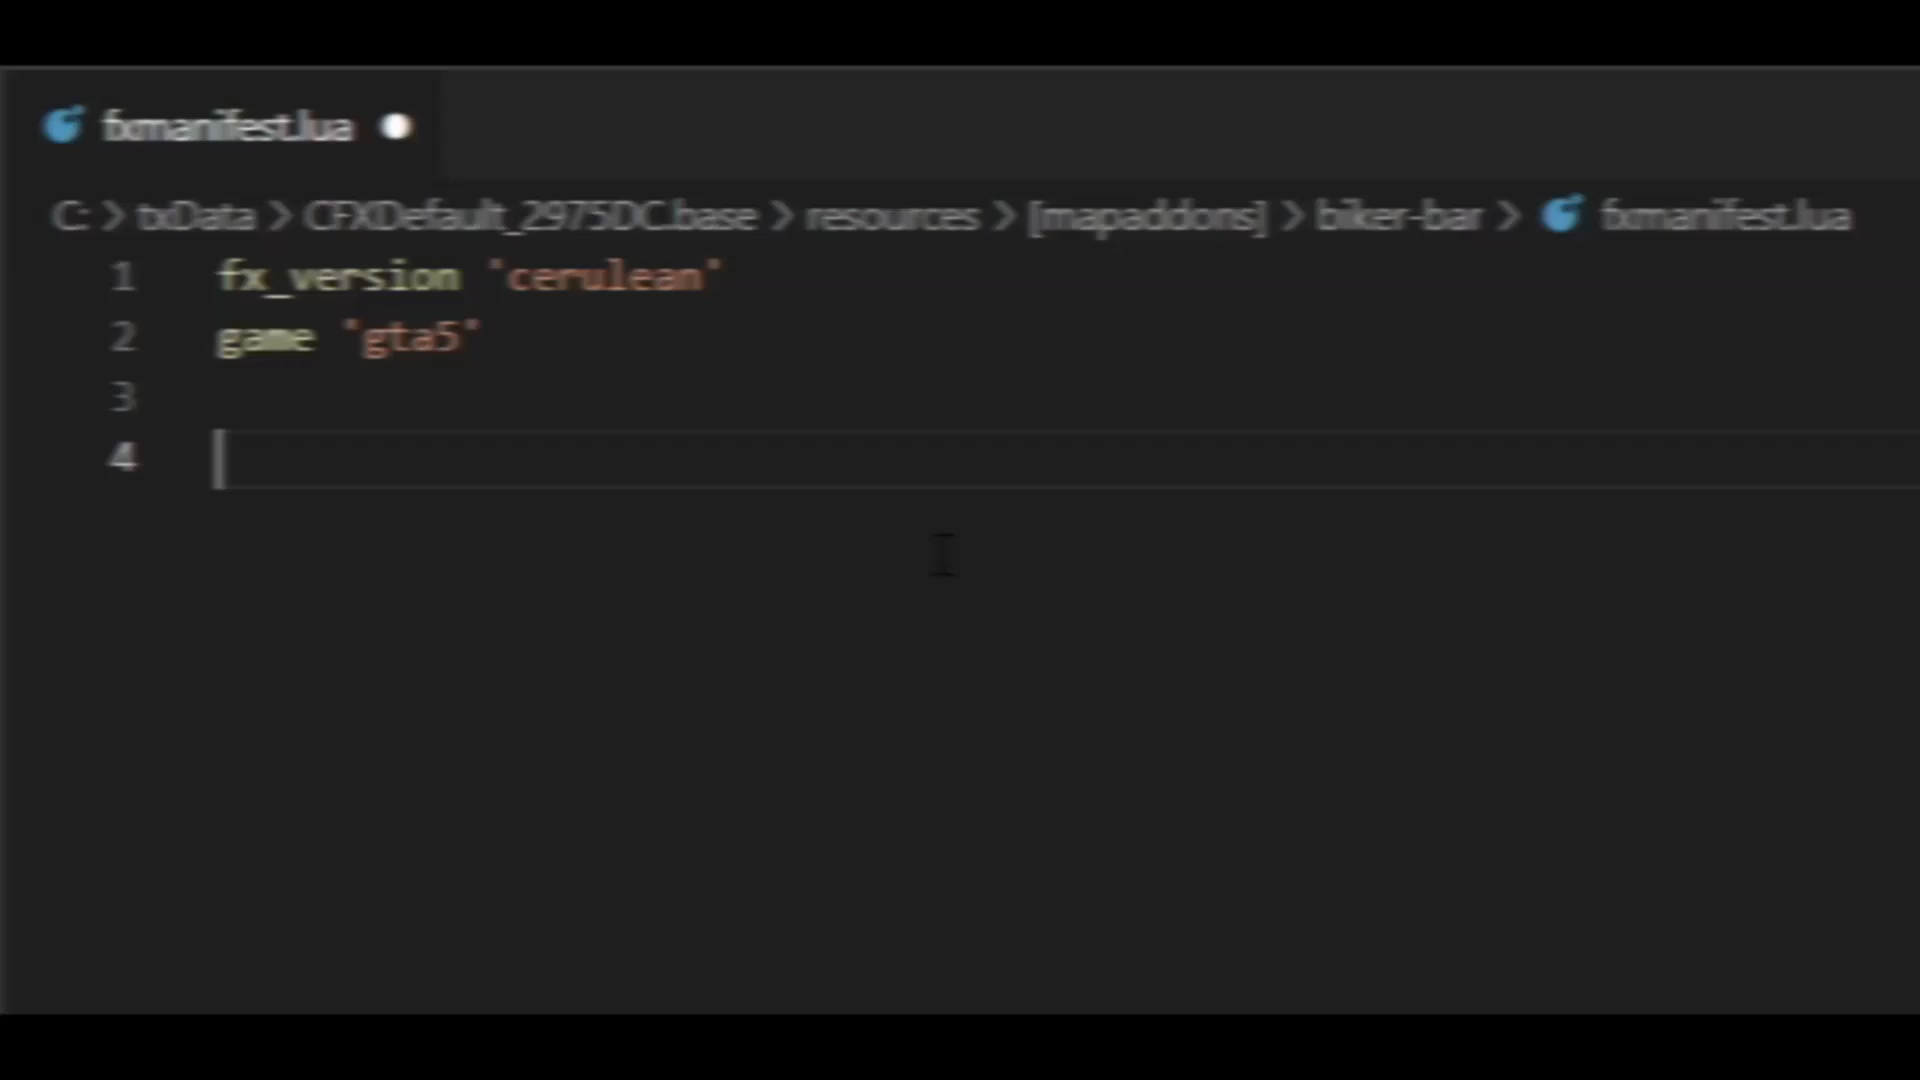 fxmanifest.lua
C: > txData > CFXDefault_2975DC.base > resources > [mapaddons] > biker-bar > fxmanifest.lua
1 fx_version "cerulean"
2 game "gta5"
3
4